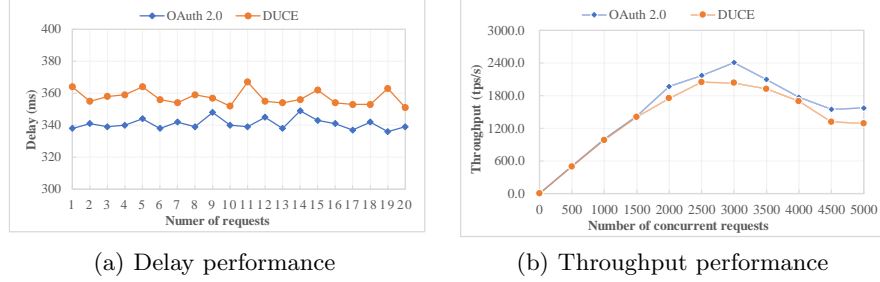 OAuth 2.0 DUCE
400
380
360
340
320
300
Delay (ms)
1 2 3 4 5 6 7 8 9 10 11 12 13 14 15 16 17 18 19 20
Numer of requests
(a) Delay performance
OAuth 2.0 DUCE
3000.0
2400.0
1800.0
1200.0
600.0
0.0
Throughput (tps/s)
0 500 1000 1500 2000 2500 3000 3500 4000 4500 5000
Number of concurrent requests
(b) Throughput performance